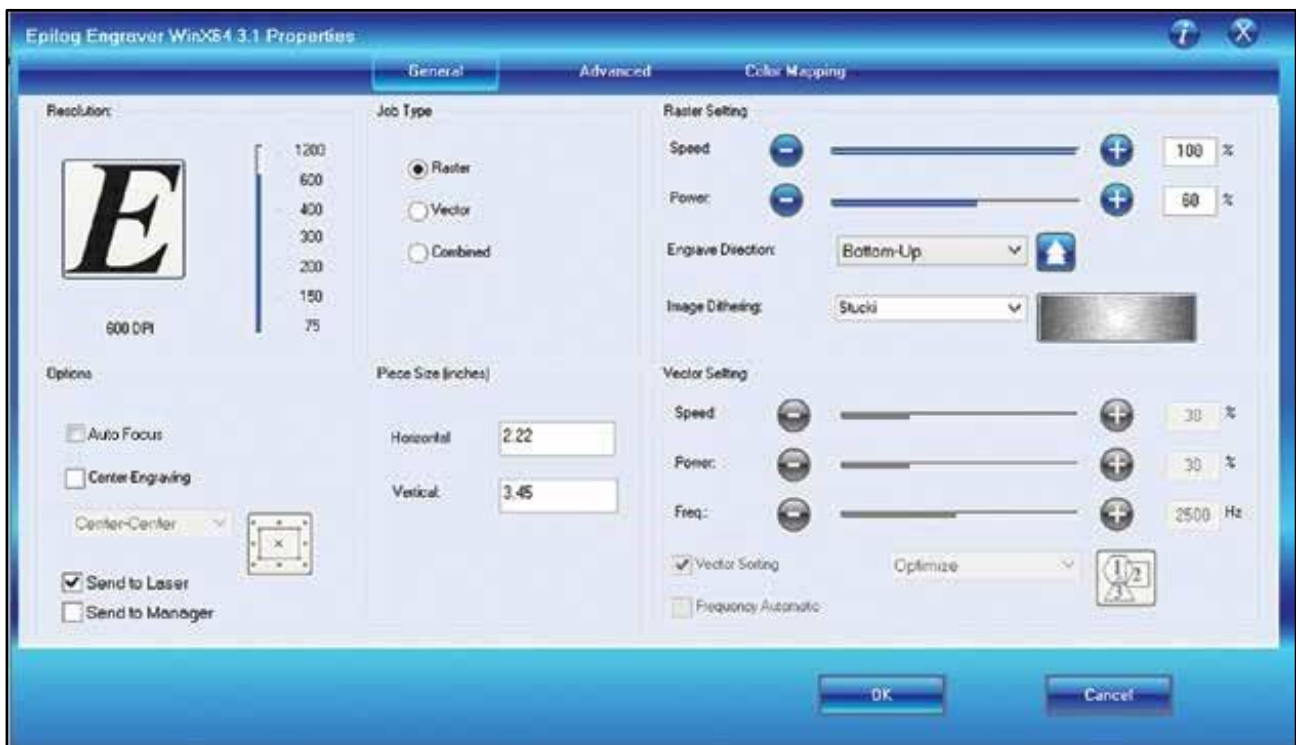 Epilog Engraver WinX64 3.1 Properties
General Advanced Color Mapping
Resolution:
E
1200
600
400
300
200
150
75
600 DPI
Job Type
Raster
Vector
Combined
Raster Setting
Speed 100 %
Power: 60 %
Engrave Direction: Bottom-Up
Image Dithering: Stucki
Options
Auto Focus
Center-Engraving
Center-Center
Send to Laser
Send to Manager
Piece Size (inches)
Horizontal 2.22
Vertical: 3.45
Vector Setting
Speed 30 %
Power: 30 %
Freq.: 2500 Hz
Vector Sorting Optimize
1 2 3
Frequency Automatic
OK Cancel